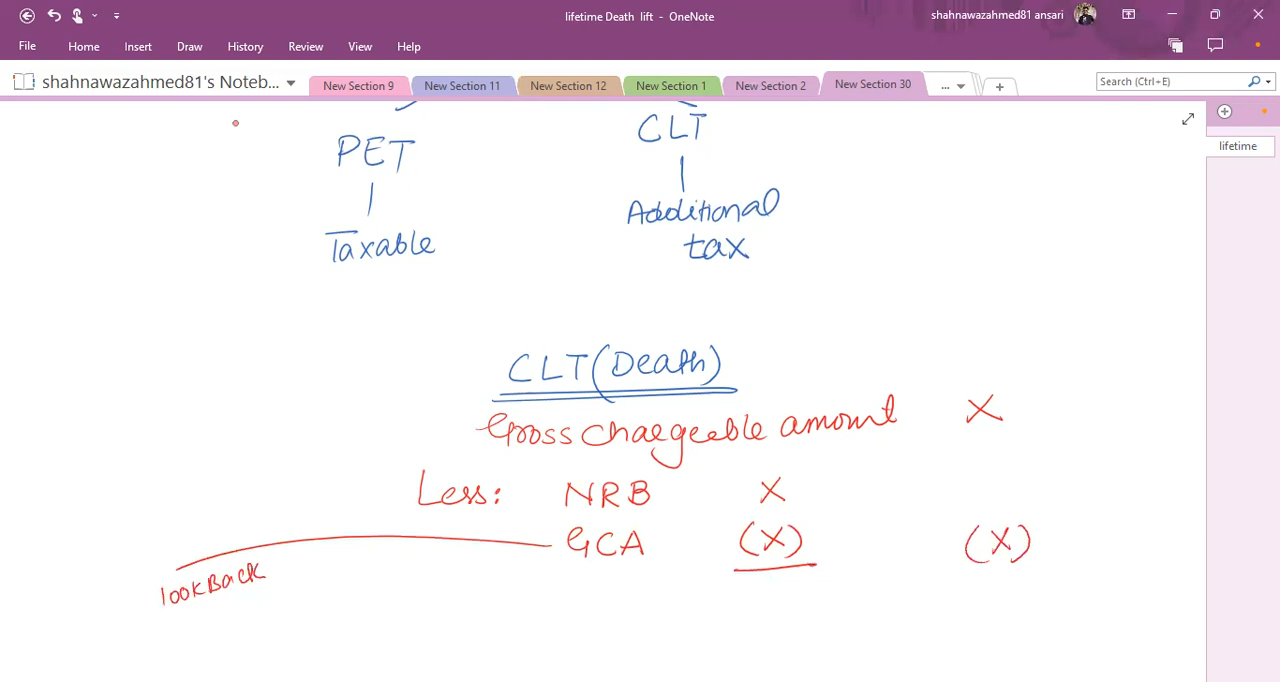 lifetime Death lift - OneNote
shahnawazahmed81 ansari
File Home Insert Draw History Review View Help
shahnawazahmed81's Noteb...
New Section 9 New Section 11 New Section 12 New Section 1 New Section 2 New Section 30 ...
Search (Ctrl+E)
lifetime
PET CLT
Taxable Additional
tax
CLT (Death)
Gross chargeeble amount X
Less: NRB X
GCA (X) (X)
lookBack